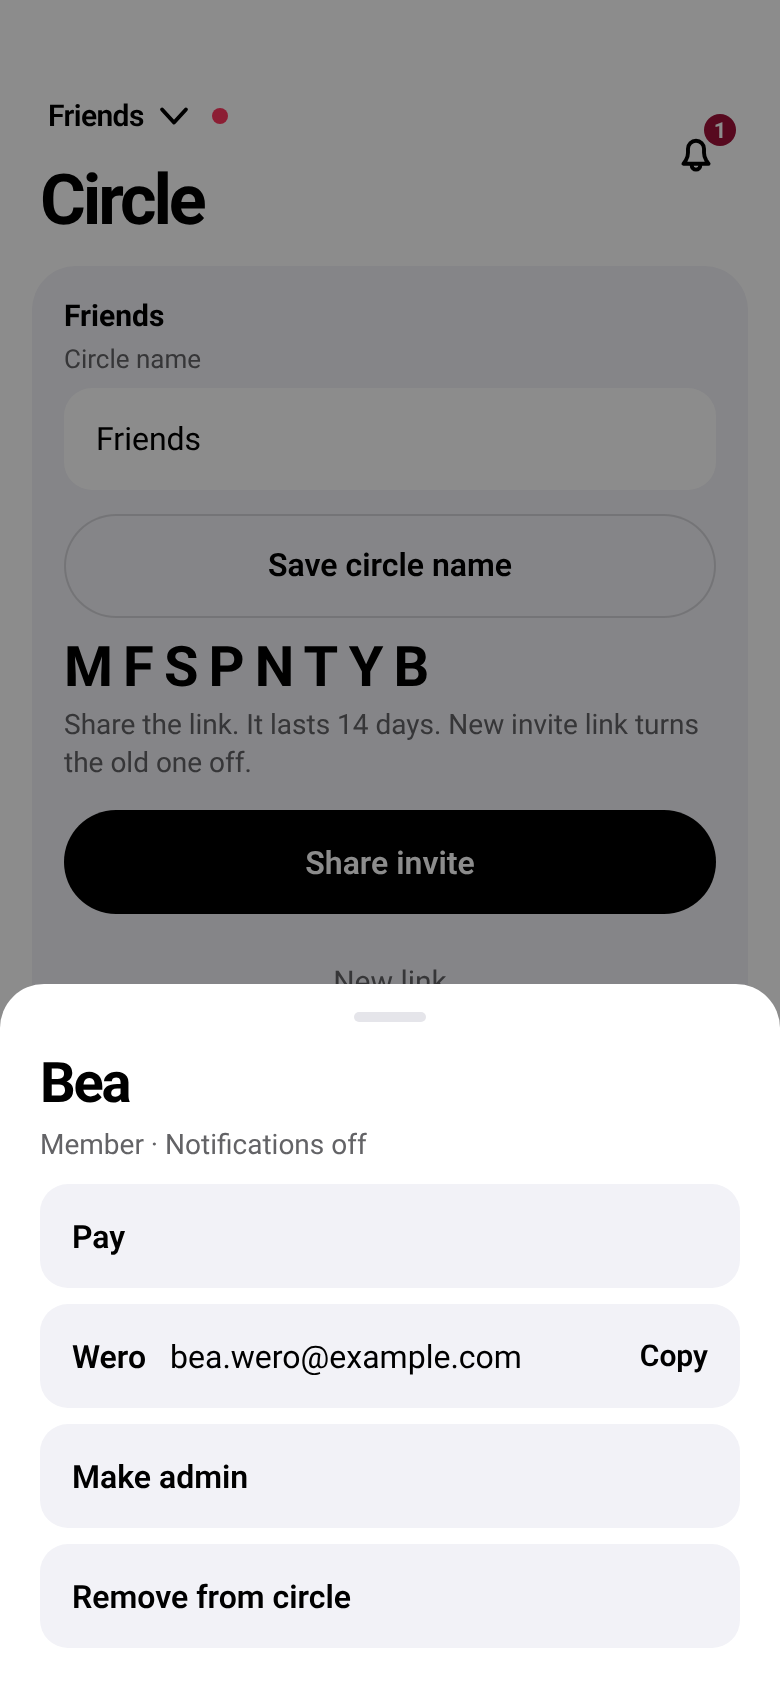 Friends
1
Circle
Friends
Circle name
Friends
Save circle name
MFSPNTYB
Share the link. It lasts 14 days. New invite link turns
the old one off.
Share invite
New link
Bea
Member · Notifications off
Pay
Wero bea.wero@example.com Copy
Make admin
Remove from circle